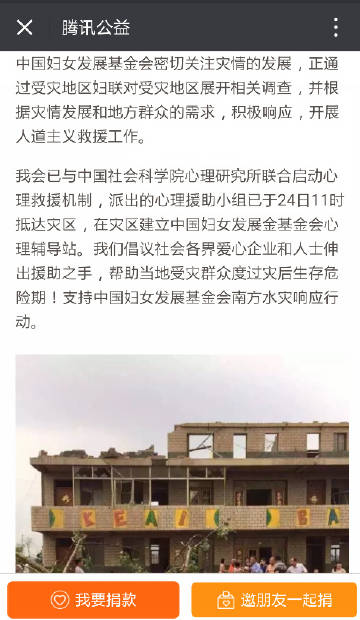 腾讯公益
中国妇女发展基金会密切关注灾情的发展，正通
过受灾地区妇联对受灾地区展开相关调查，并根
据灾情发展和地方群众的需求，积极响应，开展
人道主义救援工作。
我会已与中国社会科学院心理研究所联合启动心
理救援机制，派出的心理援助小组已于24日11时
抵达灾区，在灾区建立中国妇女发展金基金会心
理辅导站。我们倡议社会各界爱心企业和人士伸
出援助之手，帮助当地受灾群众度过灾后生存危
险期！支持中国妇女发展基金会南方水灾响应行
动。
KEAI BA
我要捐款
邀朋友一起捐